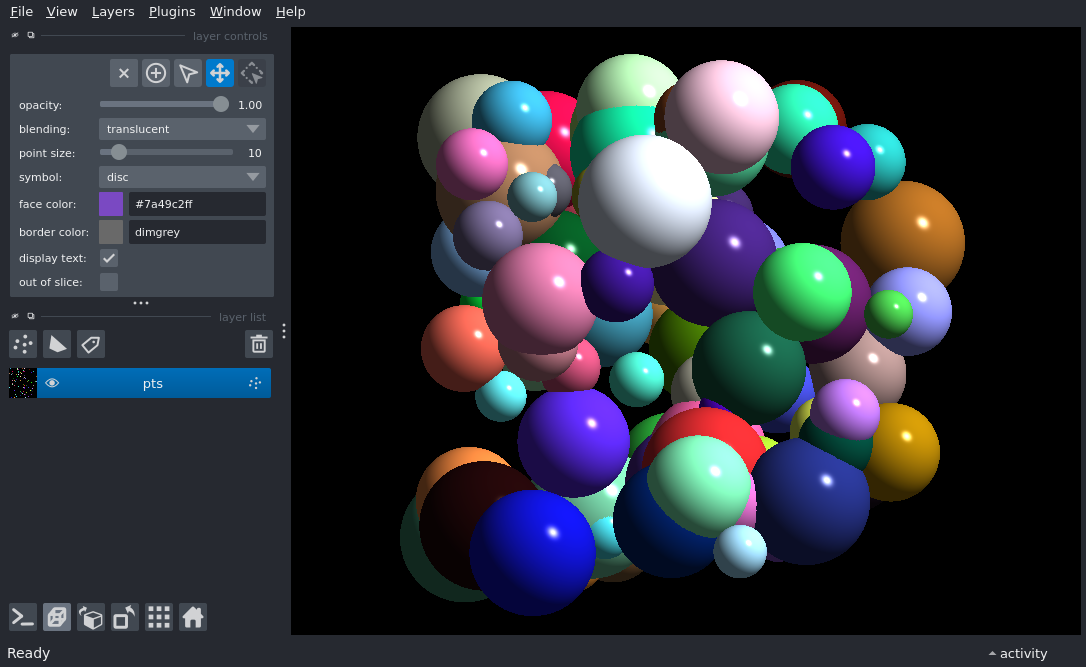 File View Layers Plugins Window Help
layer controls
opacity: 1.00
blending: translucent
point size: 10
symbol: disc
face color: #7a49c2ff
border color: dimgrey
display text:
out of slice:
layer list
pts
Ready
activity